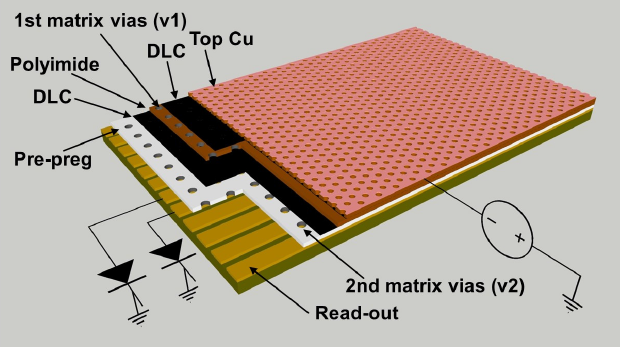 1st matrix vias (v1)
DLC
Top Cu
Polyimide
DLC
Pre-preg
2nd matrix vias (v2)
Read-out
- +